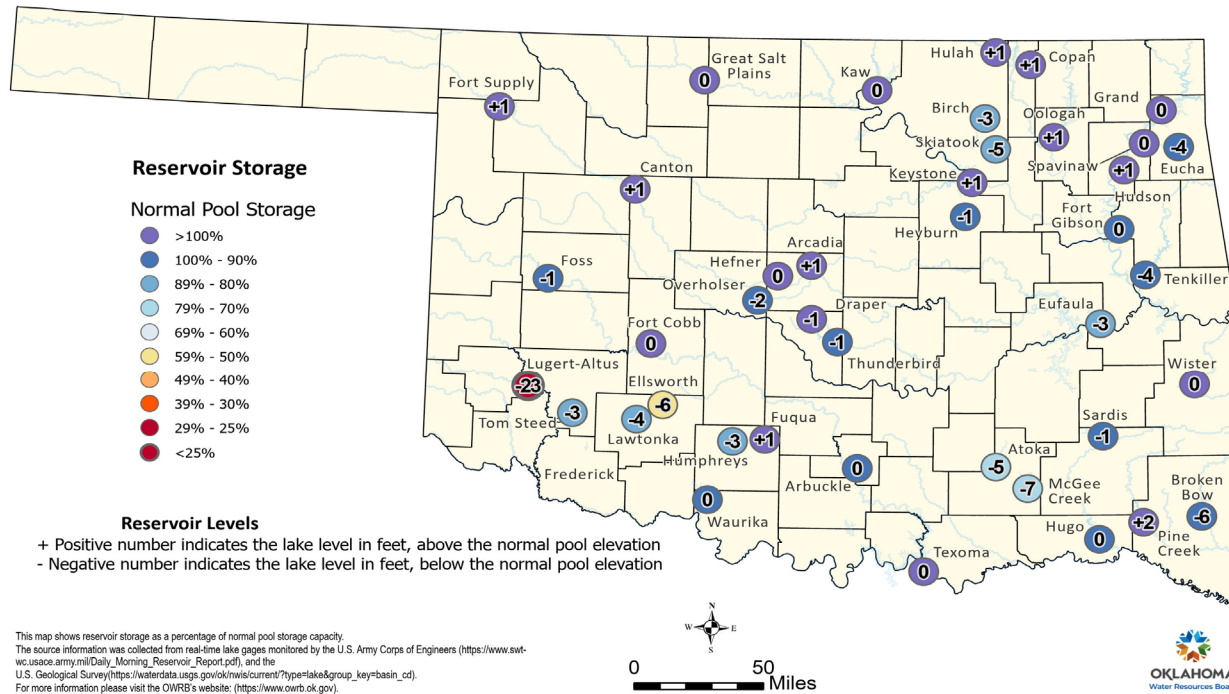 Hulah
+1
+1
Copan
Great Salt
Plains
0
Kaw
0
Fort Supply
+1
Grand
0
Birch
-3
Oologah
+1
Skiatook
-5
Spavinaw
0
-4
Eucha
Reservoir Storage
Canton
+1
Keystone
+1
+1
Hudson
Normal Pool Storage
>100%
100% - 90%
89% - 80%
79% - 70%
69% - 60%
59% - 50%
49% - 40%
39% - 30%
29% - 25%
<25%
-1
Heyburn
Fort
Gibson
0
Arcadia
+1
Hefner
0
Foss
-1
Overholser
-2
-4
Tenkiller
Draper
-1
Eufaula
-3
Fort Cobb
0
-1
Thunderbird
Lugert-Altus
-23
Wister
0
Ellsworth
-6
Tom Steed
-3
-4
Lawtonka
Fuqua
+1
-3
Humphreys
Sardis
-1
Atoka
-5
Frederick
Arbuckle
0
-7
McGee
Creek
Broken
Bow
-6
0
Waurika
Hugo
0
+2
Pine
Creek
Texoma
0
Reservoir Levels
+ Positive number indicates the lake level in feet, above the normal pool elevation
- Negative number indicates the lake level in feet, below the normal pool elevation
This map shows reservoir storage as a percentage of normal pool storage capacity.
The source information was collected from real-time lake gages monitored by the U.S. Army Corps of Engineers (https://www.swt-
wc.usace.army.mil/Daily_Morning_Reservoir_Report.pdf), and the
U.S. Geological Survey(https://waterdata.usgs.gov/ok/nwis/current/?type=lake&group_key=basin_cd).
For more information please visit the OWRB's website: (https://www.owrb.ok.gov).
N
W
E
S
0
50
Miles
OKLAHOMA
Water Resources Boa